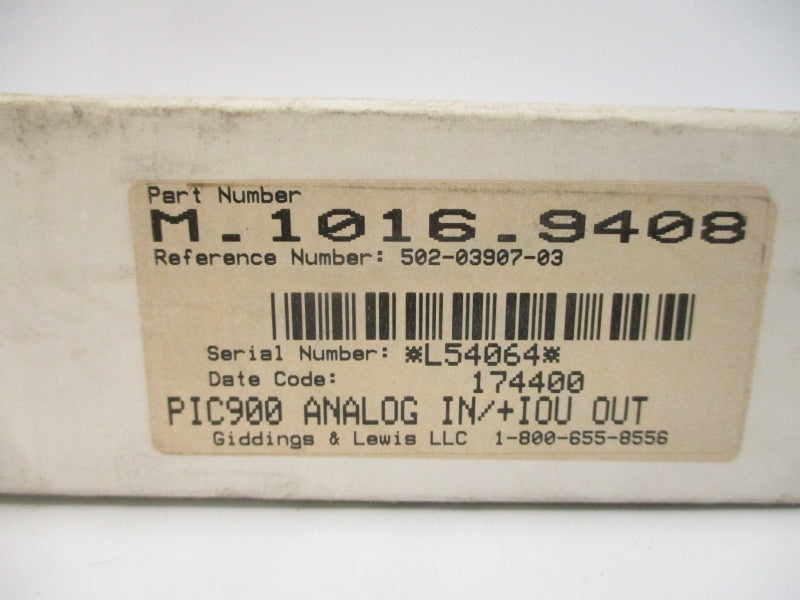 Part Number
M.1016.9408
Reference Number: 502-03907-03
Serial Number: *L54064*
Date Code: 174400
PIC900 ANALOG IN/+IOV OUT
Giddings & Lewis LLC 1-800-655-8556